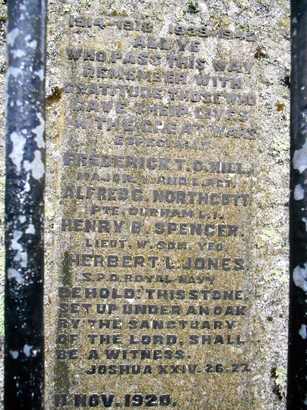 1914-1918 1939-1945
ALL YE
WHO PASS THIS WAY
REMEMBER WITH
GRATITUDE THOSE WHO
GAVE THEIR LIVES
IN THE GREAT WARS
ESPECIALLY
FREDERICK T. C. HILL.
MAJOR
ALFRED G. NORTHCOTT
PTE. DURHAM L.I.
HENRY B. SPENCER.
LIEUT. W. SOM. YEO.
HERBERT L. JONES
S.P.O. ROYAL NAVY
BEHOLD. THIS STONE.
SET UP UNDER AN OAK
BY THE SANCTUARY
OF THE LORD. SHALL
BE A WITNESS.
JOSHUA XXIV. 26. 27.
11 NOV. 1920.